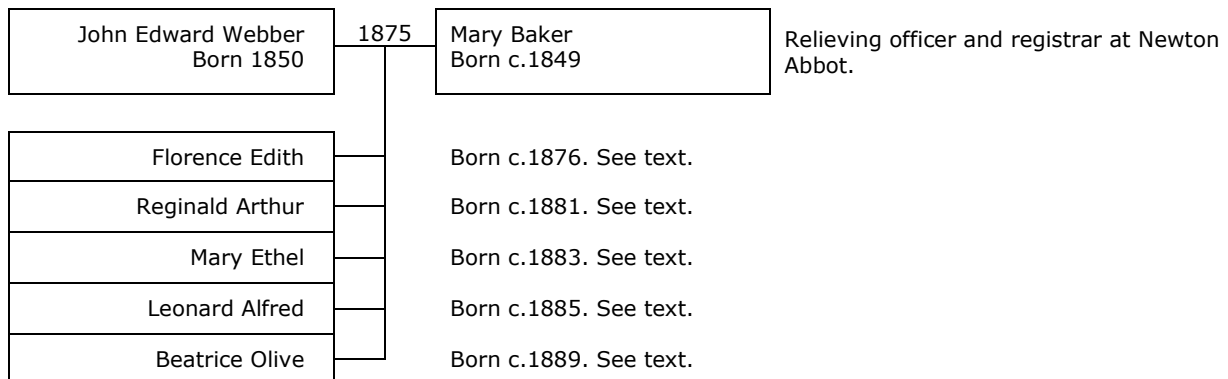 John Edward Webber
Born 1850
1875
Mary Baker
Born c.1849
Relieving officer and registrar at Newton
Abbot.
Florence Edith
Born c.1876. See text.
Reginald Arthur
Born c.1881. See text.
Mary Ethel
Born c.1883. See text.
Leonard Alfred
Born c.1885. See text.
Beatrice Olive
Born c.1889. See text.